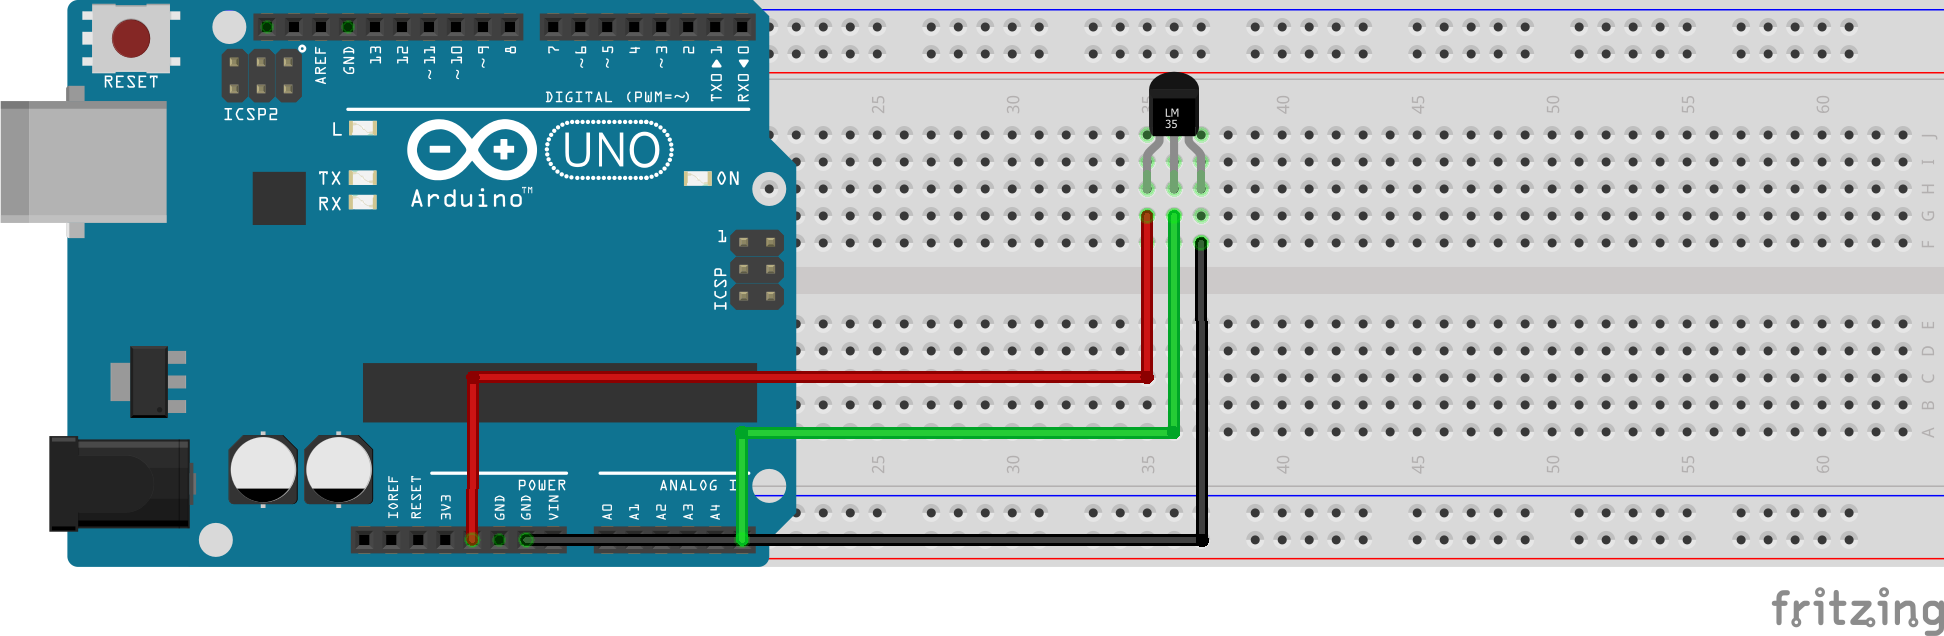 RESET
ICSP2
AREF
GND
13
12
~11
~10
~9
8
7
~6
~5
4
~3
2
TX0▶1
RX0◀0
DIGITAL (PWM=~)
L
TX
RX
UNO
Arduino™
ON
1
ICSP
IOREF
RESET
3V3
GND
GND
VIN
POWER
A0
A1
A2
A3
A4
ANALOG I
LM
35
25
30
40
45
50
55
60
J
I
H
G
F
E
D
C
B
A
25
30
35
40
45
50
55
60
fritzing